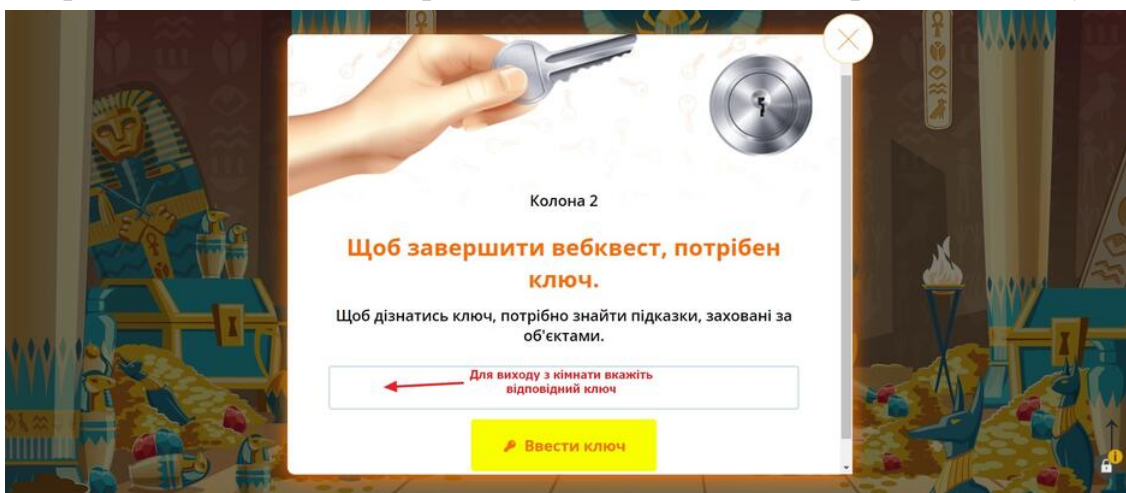 Колона 2
Щоб завершити вебквест, потрібен
ключ.
Щоб дізнатись ключ, потрібно знайти підказки, заховані за
об'єктами.
Для виходу з кімнати вкажіть
відповідний ключ
Ввести ключ